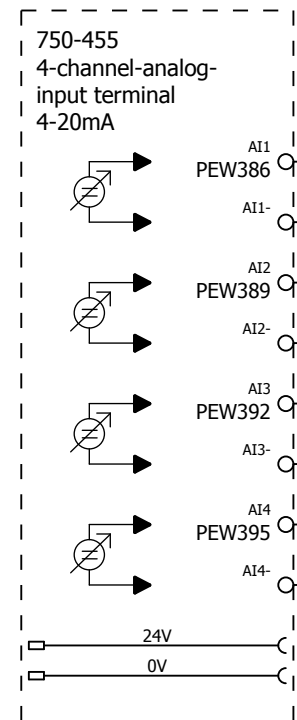 750-455
4-channel-analog-
input terminal
4-20mA
AI1
PEW386
AI1-
AI2
PEW389
AI2-
AI3
PEW392
AI3-
AI4
PEW395
AI4-
24V
0V